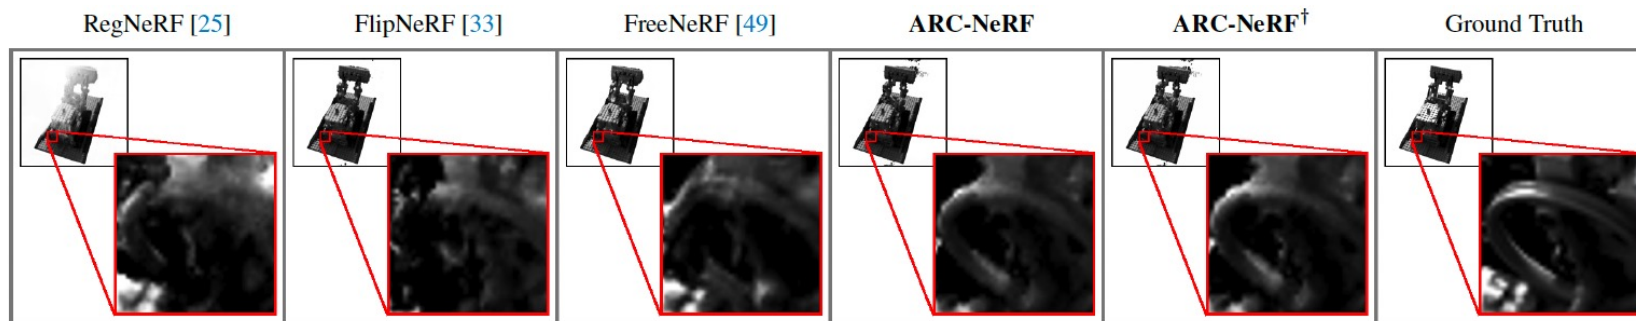 RegNeRF [25] FlipNeRF [33] FreeNeRF [49] ARC-NeRF ARC-NeRF† Ground Truth